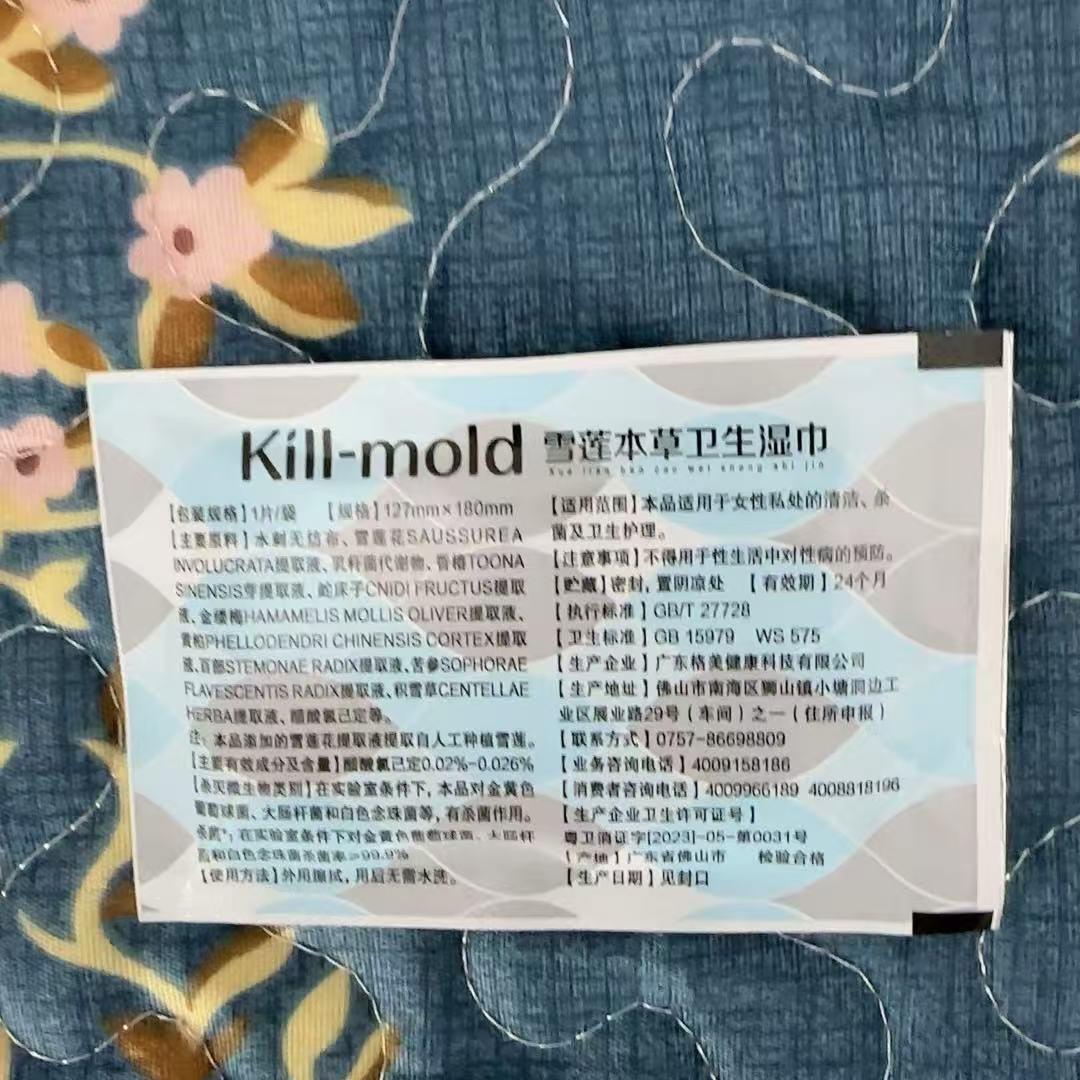 Kill-mold 雪莲本草卫生湿巾
Xue lian ben cao wei sheng shi jin
【包装规格】1片/袋 【规格】127mm×180mm
【主要原料】水刺无纺布、雪莲花SAUSSUREA
INVOLUCRATA提取液、乳杆菌代谢物、香椿TOONA
SINENSIS芽提取液、蛇床子CNIDI FRUCTUS提取
液、金缕梅HAMAMELIS MOLLIS OLIVER提取液、
黄柏PHELLODENDRI CHINENSIS CORTEX提取
液、百部STEMONAE RADIX提取液、苦参SOPHORAE
FLAVESCENTIS RADIX提取液、积雪草CENTELLAE
HERBA提取液、醋酸氯己定等。
注：本品添加的雪莲花提取液提取自人工种植雪莲。
【主要有效成分及含量】醋酸氯己定0.02%-0.026%
【杀灭微生物类别】在实验室条件下，本品对金黄色
葡萄球菌、大肠杆菌和白色念珠菌等，有杀菌作用。
杀菌*：在实验室条件下对金黄色葡萄球菌、大肠杆
菌和白色念珠菌杀菌率≥99.9%
【使用方法】外用擦拭，用后无需水洗。
【适用范围】本品适用于女性私处的清洁、杀
菌及卫生护理。
【注意事项】不得用于性生活中对性病的预防。
【贮藏】密封，置阴凉处 【有效期】24个月
【执行标准】GB/T 27728
【卫生标准】GB 15979 WS 575
【生产企业】广东格美健康科技有限公司
【生产地址】佛山市南海区狮山镇小塘洞边工
业区展业路29号（车间）之一（住所申报）
【联系方式】0757-86698809
【业务咨询电话】4009158186
【消费者咨询电话】4009966189 4008818196
【生产企业卫生许可证号】
粤卫消证字[2023]-05-第0031号
【产地】广东省佛山市 检验合格
【生产日期】见封口